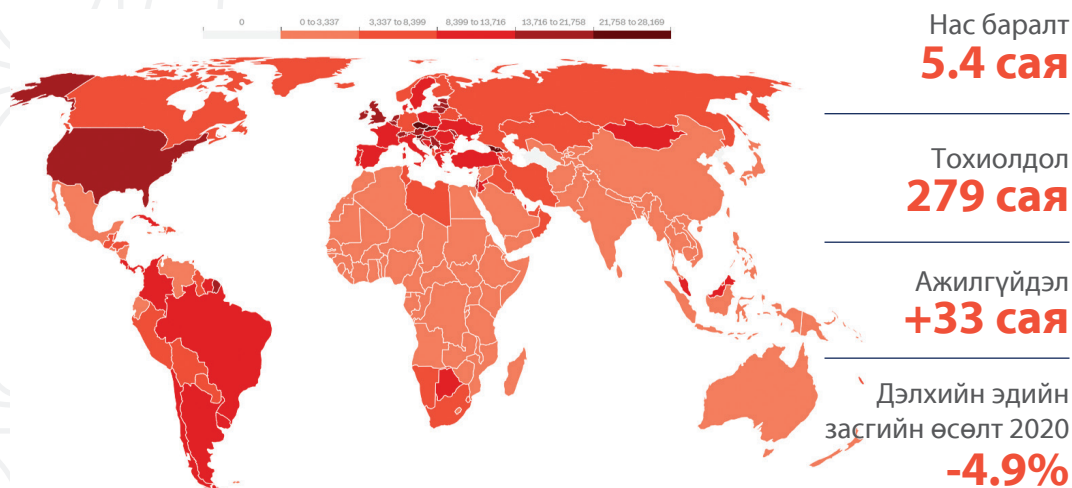 0 0 to 3,337 3,337 to 8,399 8,399 to 13,716 13,716 to 21,758 21,758 to 28,169
Нас баралт
5.4 сая
Тохиолдол
279 сая
Ажилгүйдэл
+33 сая
Дэлхийн эдийн
засгийн өсөлт 2020
-4.9%